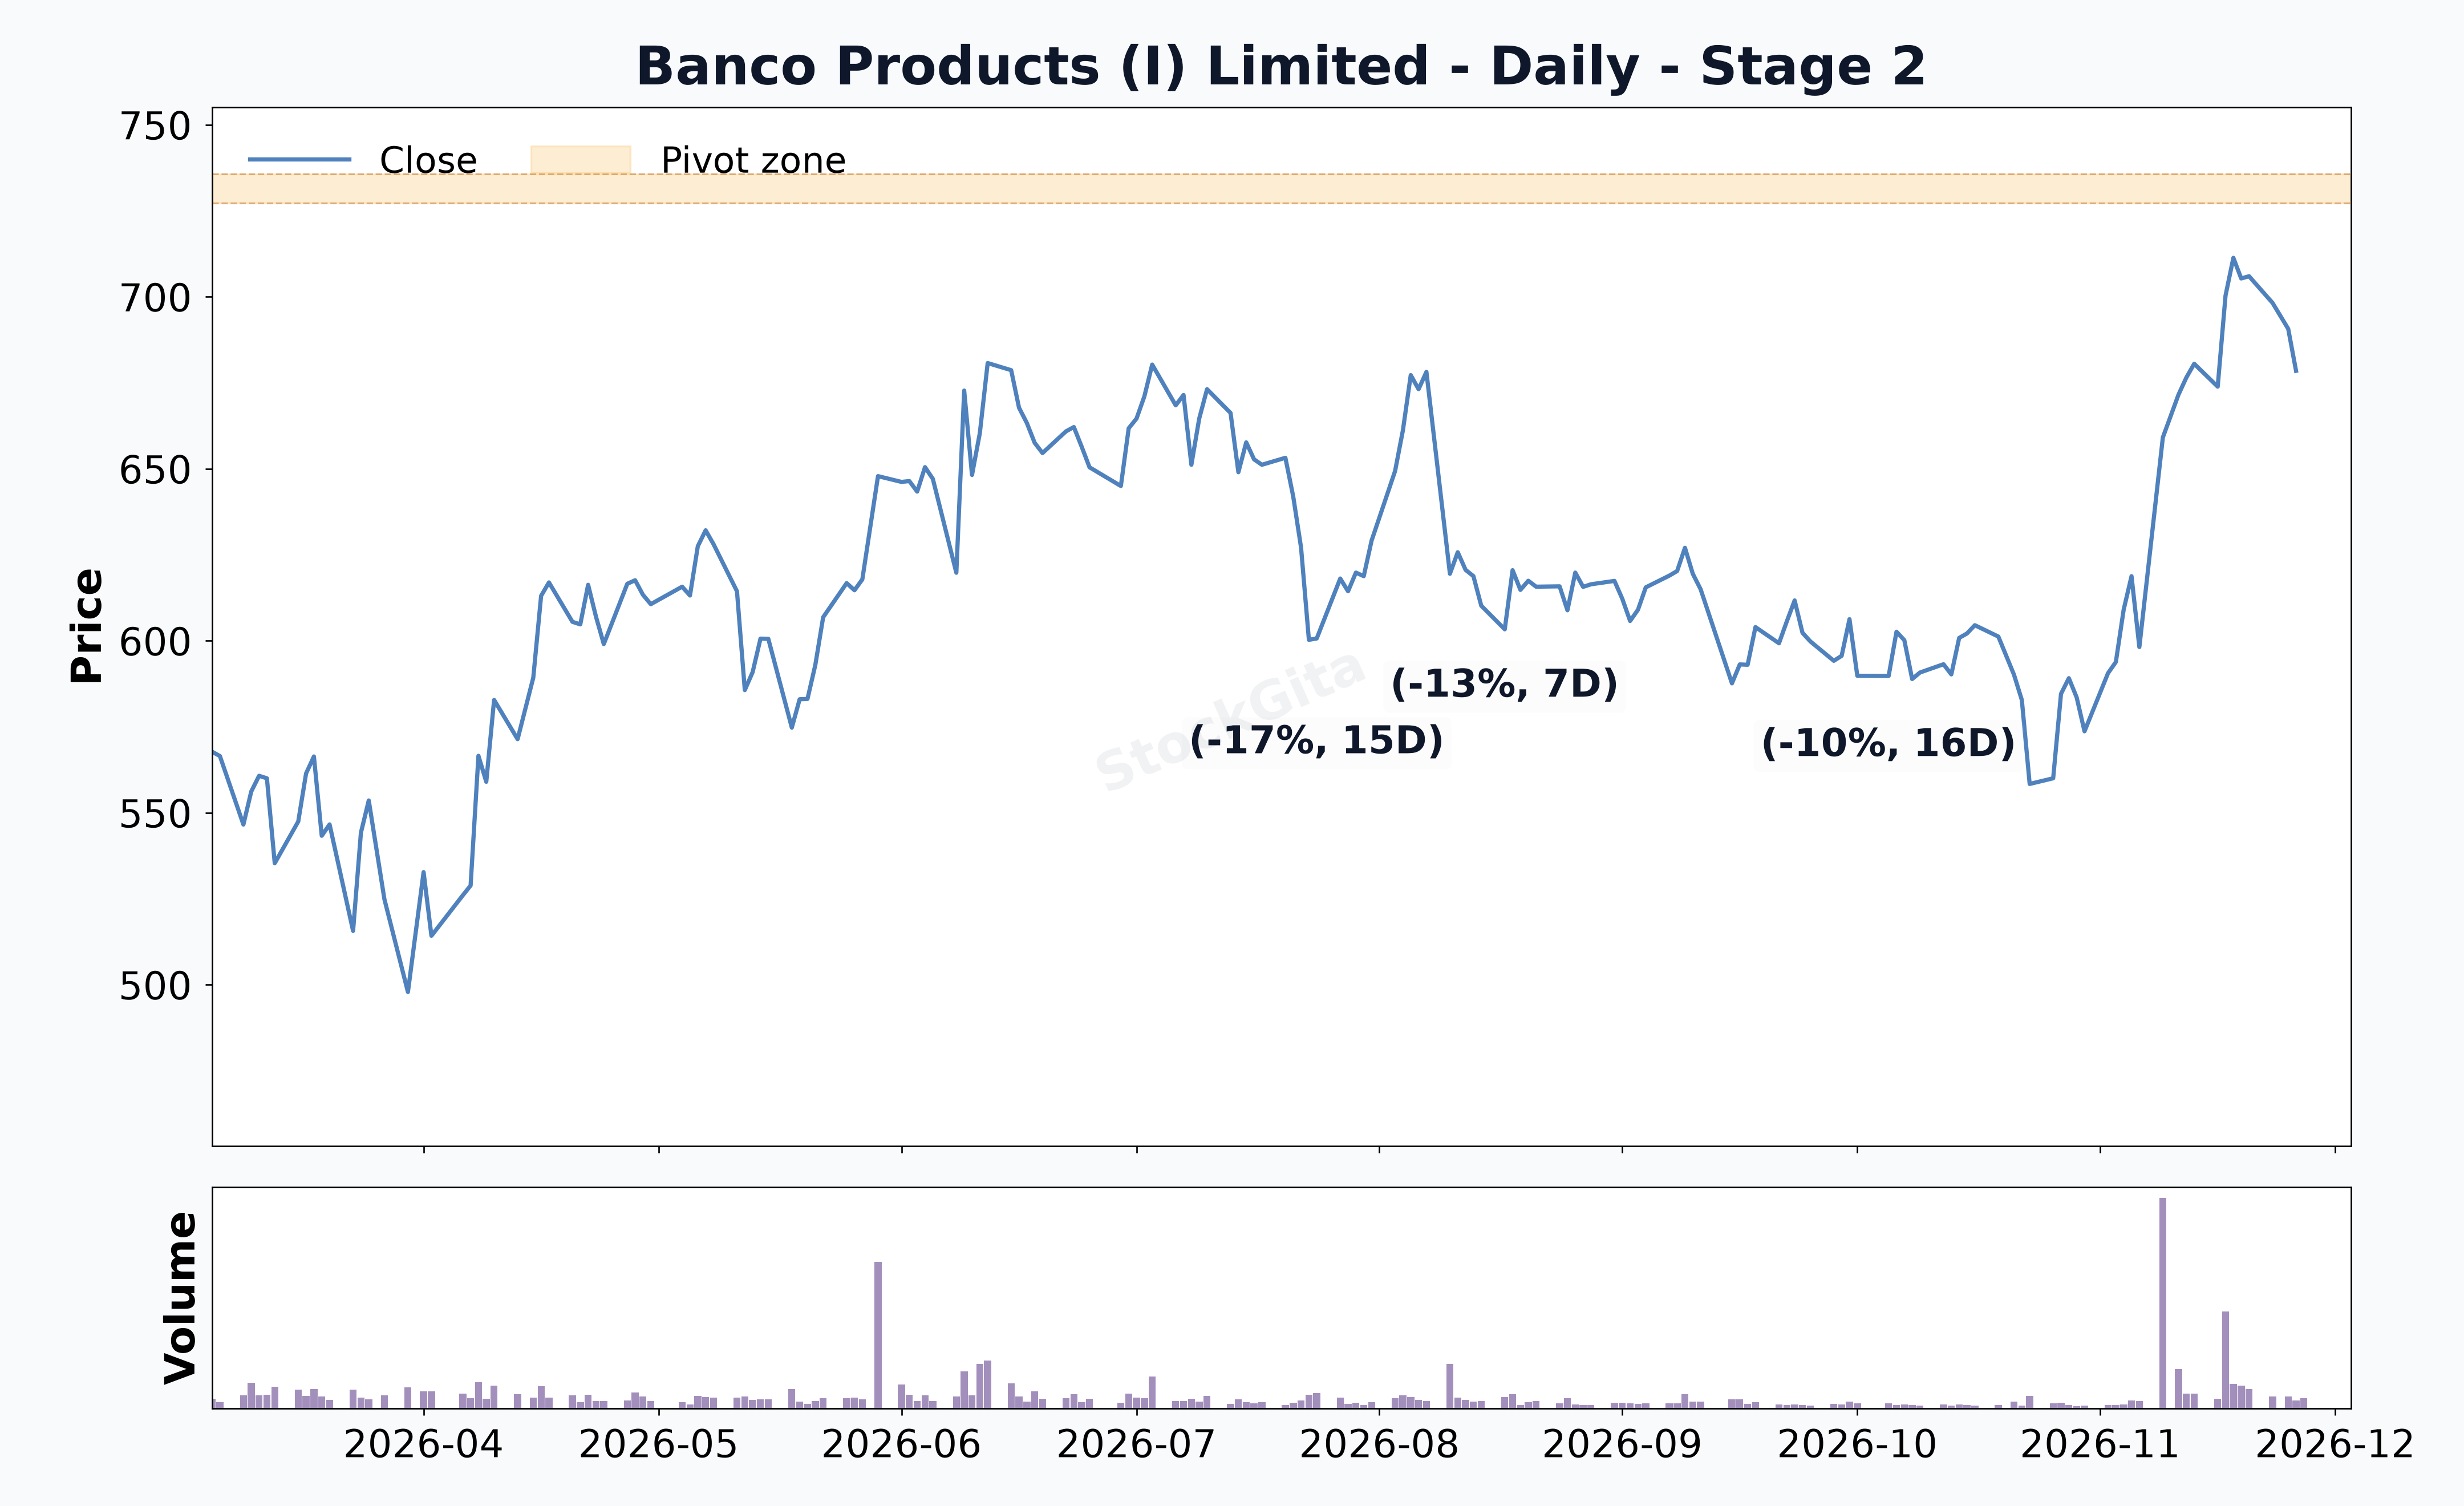 Banco Products (I) Limited - Daily - Stage 2
750
Close
Pivot zone
700
650
Price
600
StockGita
(-13%, 7D)
(-17%, 15D)
(-10%, 16D)
550
500
Volume
2026-04
2026-05
2026-06
2026-07
2026-08
2026-09
2026-10
2026-11
2026-12